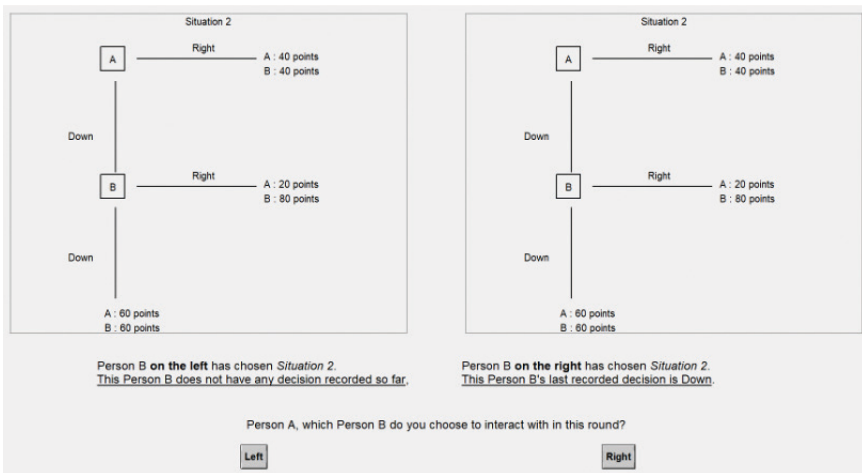 Situation 2
A
Right
A : 40 points
B : 40 points
Down
B
Right
A : 20 points
B : 80 points
Down
A : 60 points
B : 60 points
Situation 2
A
Right
A : 40 points
B : 40 points
Down
B
Right
A : 20 points
B : 80 points
Down
A : 60 points
B : 60 points
Person B on the left has chosen Situation 2.
This Person B does not have any decision recorded so far.
Person B on the right has chosen Situation 2.
This Person B's last recorded decision is Down.
Person A, which Person B do you choose to interact with in this round?
Left
Right